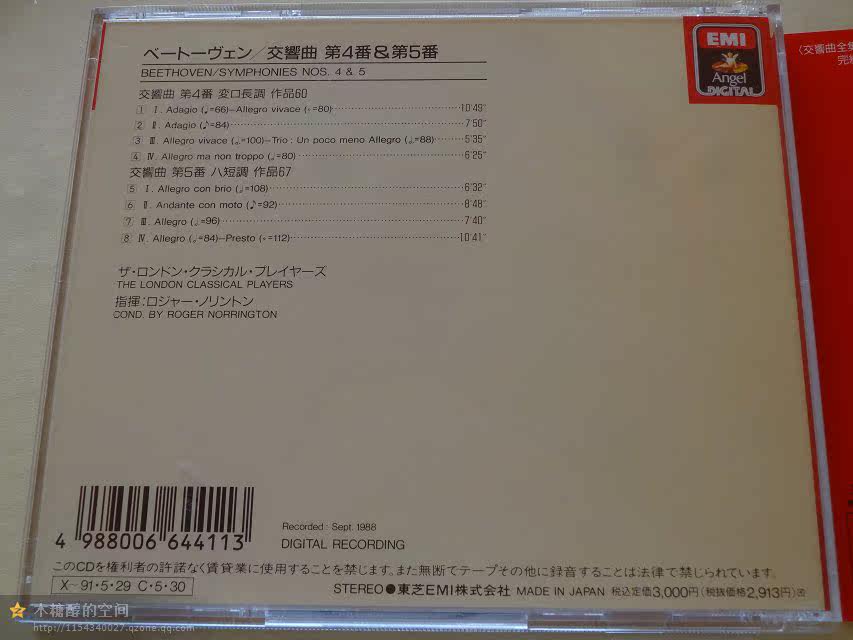 ベートーヴェン／交響曲 第4番&第5番
BEETHOVEN/SYMPHONIES NOS. 4 & 5
交響曲 第4番 変ロ長調 作品60
1 Ⅰ. Adagio (♩=66)–Allegro vivace (𝅝=80) 10'49"
2 Ⅱ. Adagio (♪=84) 7'50"
3 Ⅲ. Allegro vivace (𝅗𝅥.=100)–Trio : Un poco meno Allegro (𝅗𝅥.=88) 5'35"
4 Ⅳ. Allegro ma non troppo (𝅗𝅥=80) 6'25"
交響曲 第5番 ハ短調 作品67
5 Ⅰ. Allegro con brio (𝅗𝅥=108) 6'32"
6 Ⅱ. Andante con moto (♪=92) 8'48"
7 Ⅲ. Allegro (𝅗𝅥.=96) 7'40"
8 Ⅳ. Allegro (𝅗𝅥=84)–Presto (𝅝=112) 10'41"
ザ・ロンドン・クラシカル・プレイヤーズ
THE LONDON CLASSICAL PLAYERS
指揮：ロジャー・ノリントン
COND. BY ROGER NORRINGTON
EMI
Angel
DIGITAL
〈交響曲全集
4 988006 644113
Recorded : Sept. 1988
DIGITAL RECORDING
このCDを権利者の許諾なく賃貸業に使用することを禁じます。また無断でテープその他に録音することは法律で禁じられています。
X–91・5・29 C・5・30
STEREO●東芝EMI株式会社 MADE IN JAPAN 税込定価3,000円(税抜価格2,913円)
木糖醇的空间
http://1154340027.qzone.qq.com